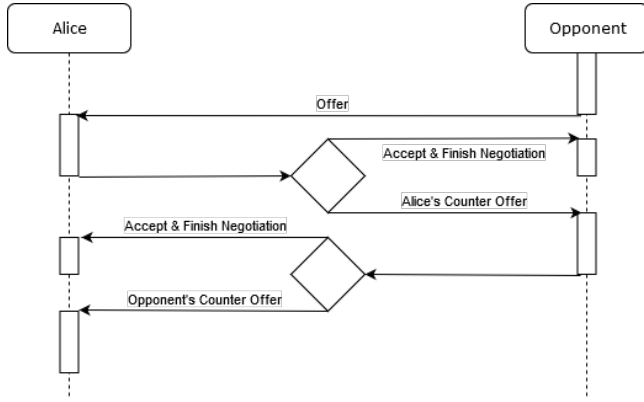 Alice
Opponent
Offer
Accept & Finish Negotiation
Alice's Counter Offer
Accept & Finish Negotiation
Opponent's Counter Offer